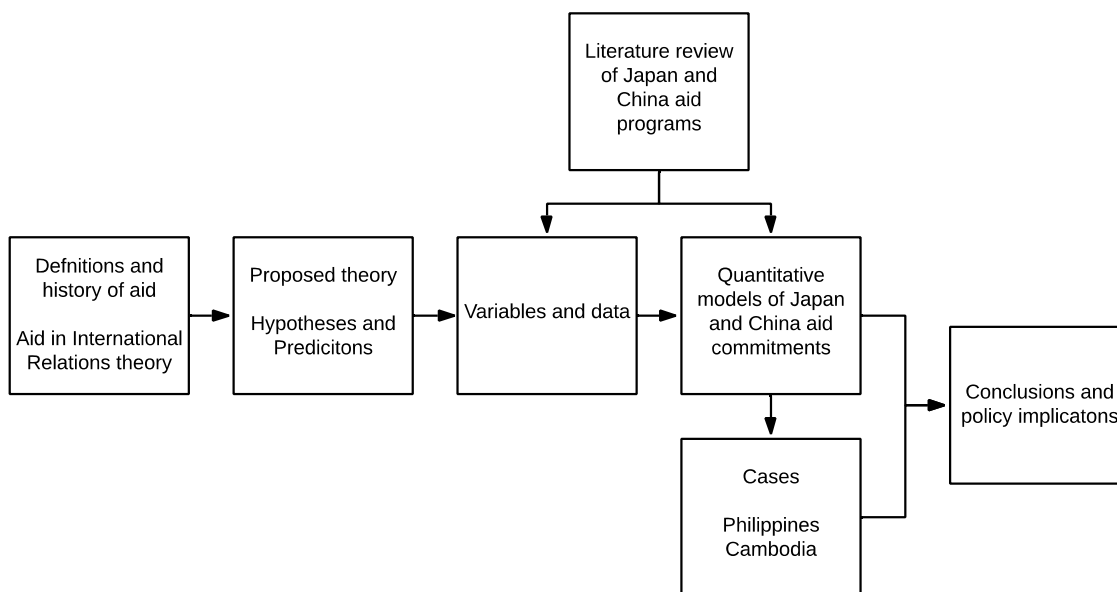 Literature review
of Japan and
China aid
programs
Defnitions and
history of aid
Aid in International
Relations theory
Proposed theory
Hypotheses and
Predicitons
Variables and data
Quantitative
models of Japan
and China aid
commitments
Conclusions and
policy implicatons
Cases
Philippines
Cambodia